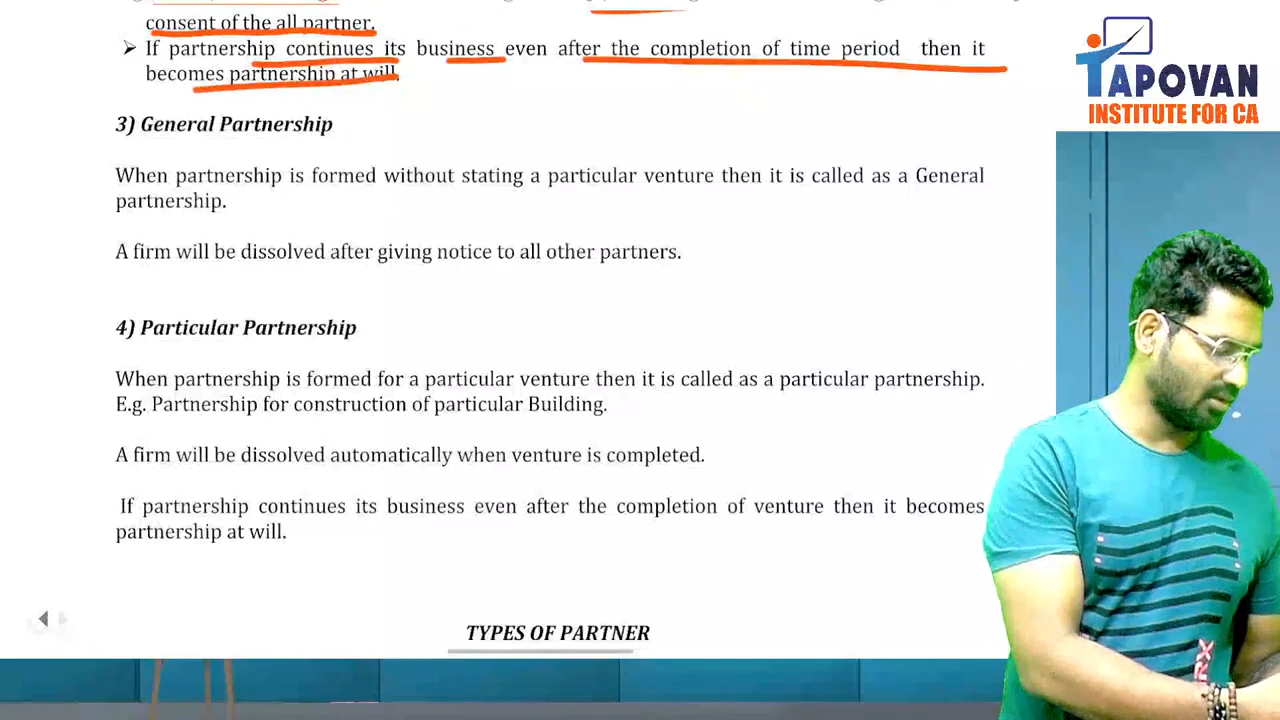 consent of the all partner.
➢ If partnership continues its business even after the completion of time period then it
becomes partnership at will.
3) General Partnership
When partnership is formed without stating a particular venture then it is called as a General
partnership.
A firm will be dissolved after giving notice to all other partners.
4) Particular Partnership
When partnership is formed for a particular venture then it is called as a particular partnership.
E.g. Partnership for construction of particular Building.
A firm will be dissolved automatically when venture is completed.
If partnership continues its business even after the completion of venture then it becomes
partnership at will.
TYPES OF PARTNER
TAPOVAN
INSTITUTE FOR CA